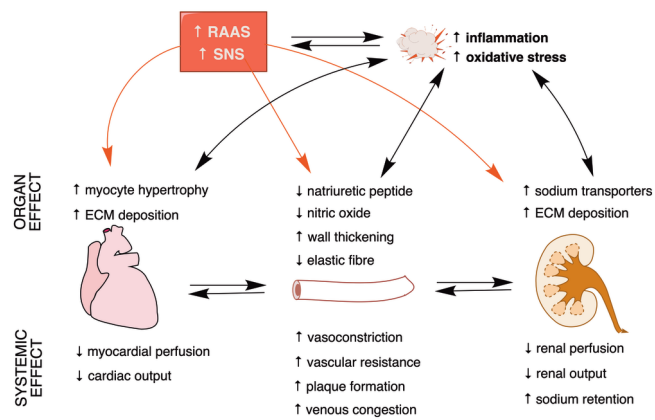 ↑ RAAS
↑ SNS
↑ inflammation
↑ oxidative stress
ORGAN
EFFECT
↑ myocyte hypertrophy
↑ ECM deposition
↓ natriuretic peptide
↓ nitric oxide
↑ wall thickening
↓ elastic fibre
↑ sodium transporters
↑ ECM deposition
SYSTEMIC
EFFECT
↓ myocardial perfusion
↓ cardiac output
↑ vasoconstriction
↑ vascular resistance
↑ plaque formation
↑ venous congestion
↓ renal perfusion
↓ renal output
↑ sodium retention